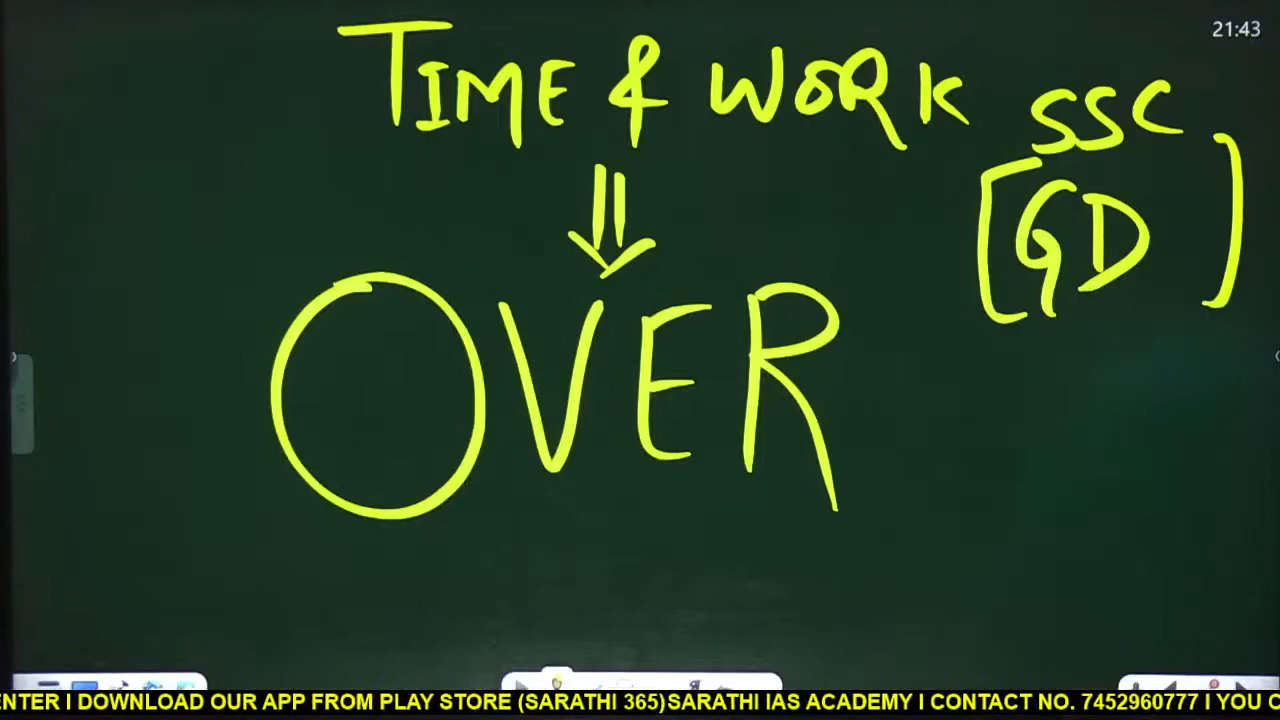 21:43
TIME & WORK SSC
[GD]
OVER
ENTER I DOWNLOAD OUR APP FROM PLAY STORE (SARATHI 365)SARATHI IAS ACADEMY I CONTACT NO. 7452960777 I YOU C